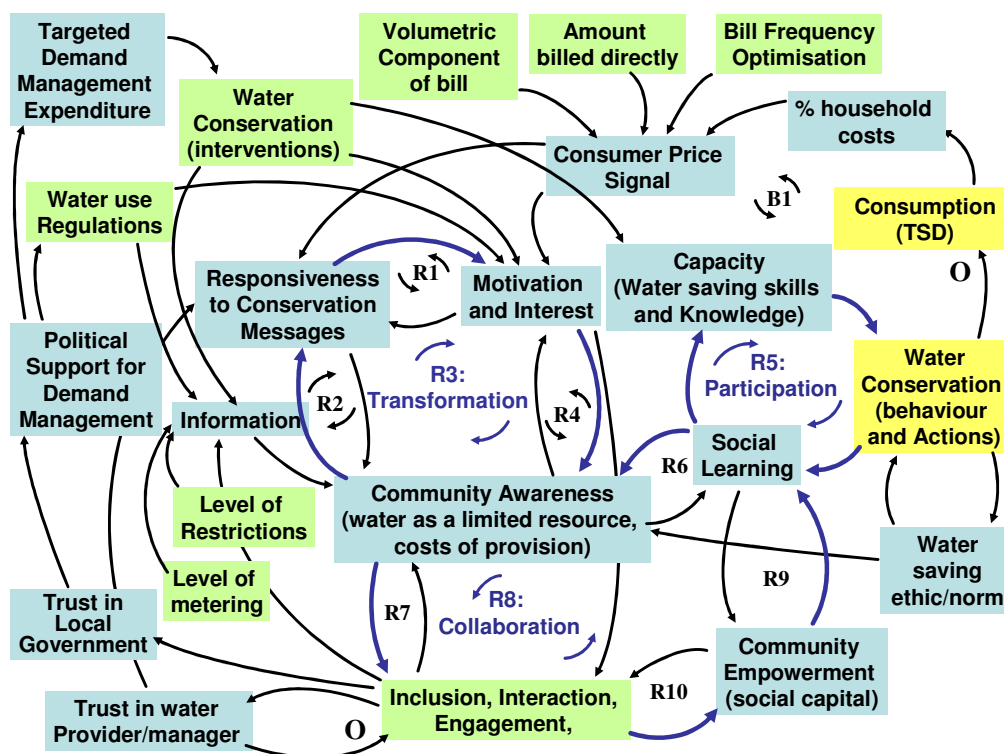 Targeted
Demand
Management
Expenditure
Volumetric
Component
of bill
Amount
billed directly
Bill Frequency
Optimisation
Water
Conservation
(interventions)
% household
costs
Consumer Price
Signal
Water use
Regulations
B1
Consumption
(TSD)
O
Responsiveness
to Conservation
Messages
R1
Motivation
and Interest
Capacity
(Water saving skills
and Knowledge)
Political
Support for
Demand
Management
R3:
Transformation
R5:
Participation
Water
Conservation
(behaviour
and Actions)
Information
R2
R4
Social
Learning
R6
Level of
Restrictions
Community Awareness
(water as a limited resource,
costs of provision)
Water
saving
ethic/norm
Level of
metering
R9
Trust in
Local
Government
R7
R8:
Collaboration
Community
Empowerment
(social capital)
R10
Inclusion, Interaction,
Engagement,
Trust in water
Provider/manager
O